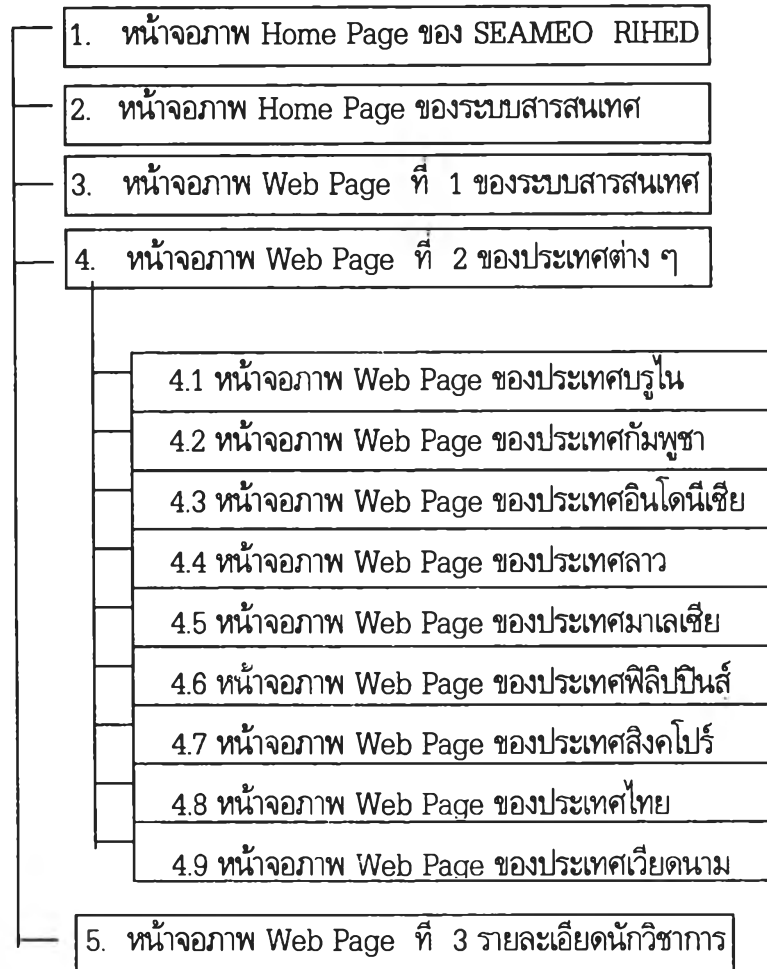 1. หน้าจอภาพ Home Page ของ SEAMEO RIHED
2. หน้าจอภาพ Home Page ของระบบสารสนเทศ
3. หน้าจอภาพ Web Page ที่ 1 ของระบบสารสนเทศ
4. หน้าจอภาพ Web Page ที่ 2 ของประเทศต่าง ๆ
4.1 หน้าจอภาพ Web Page ของประเทศบรูไน
4.2 หน้าจอภาพ Web Page ของประเทศกัมพูชา
4.3 หน้าจอภาพ Web Page ของประเทศอินโดนีเซีย
4.4 หน้าจอภาพ Web Page ของประเทศลาว
4.5 หน้าจอภาพ Web Page ของประเทศมาเลเซีย
4.6 หน้าจอภาพ Web Page ของประเทศฟิลิปปินส์
4.7 หน้าจอภาพ Web Page ของประเทศสิงคโปร์
4.8 หน้าจอภาพ Web Page ของประเทศไทย
4.9 หน้าจอภาพ Web Page ของประเทศเวียดนาม
5. หน้าจอภาพ Web Page ที่ 3 รายละเอียดนักวิชาการ